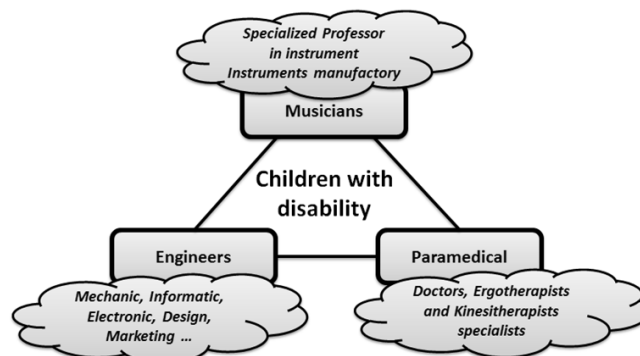 Specialized Professor
in instrument
Instruments manufactory
Musicians
Children with
disability
Engineers
Paramedical
Mechanic, Informatic,
Electronic, Design,
Marketing ...
Doctors, Ergotherapists
and Kinesitherapists
specialists